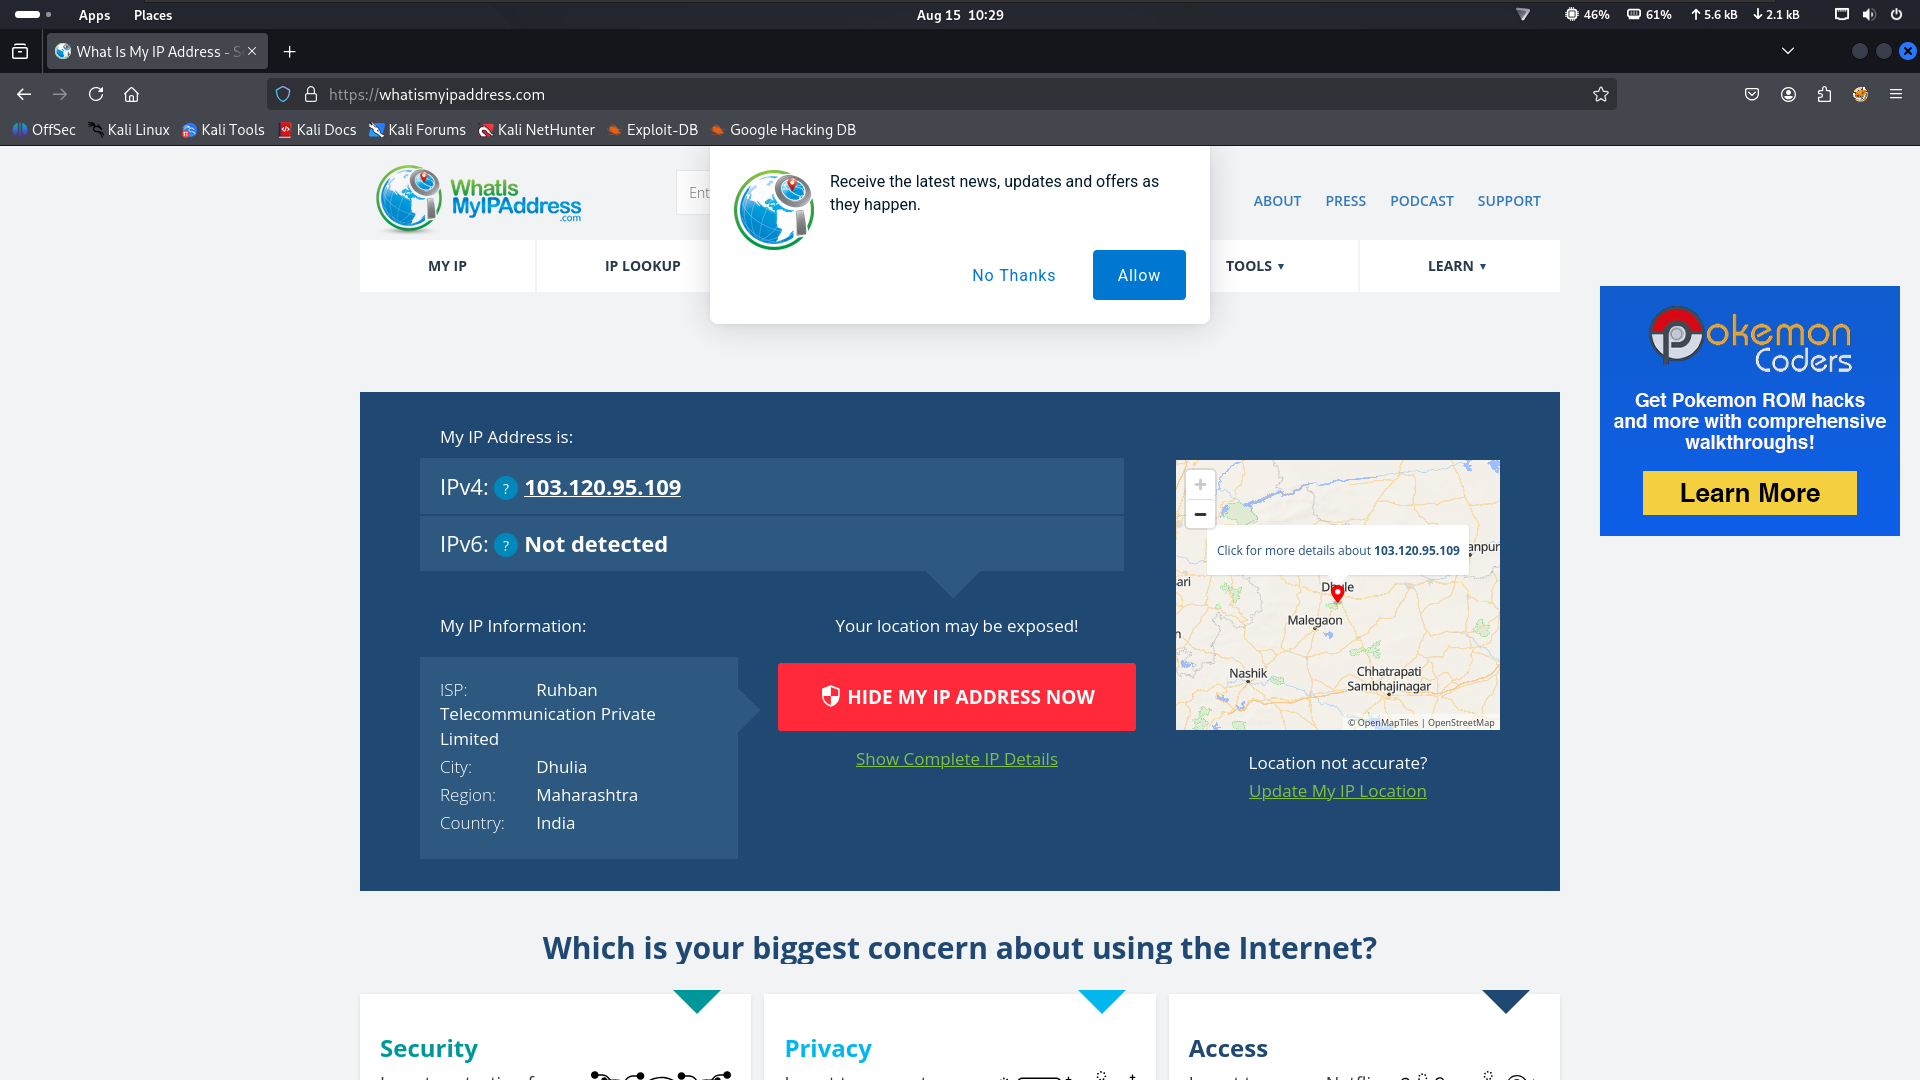 Apps Places Aug 15 10:29 46% 61% 5.6 kB 2.1 kB
What Is My IP Address - S
https://whatismyipaddress.com
OffSec Kali Linux Kali Tools Kali Docs Kali Forums Kali NetHunter Exploit-DB Google Hacking DB
WhatIs
MyIPAddress
.com
Ent
Receive the latest news, updates and offers as
they happen.
No Thanks Allow
ABOUT PRESS PODCAST SUPPORT
MY IP IP LOOKUP TOOLS ▼ LEARN ▼
Pokemon
Coders
Get Pokemon ROM hacks
and more with comprehensive
walkthroughs!
Learn More
My IP Address is:
IPv4: ? 103.120.95.109
IPv6: ? Not detected
My IP Information:
ISP: Ruhban
Telecommunication Private
Limited
City: Dhulia
Region: Maharashtra
Country: India
Your location may be exposed!
HIDE MY IP ADDRESS NOW
Show Complete IP Details
+
−
Click for more details about 103.120.95.109
anpur
ari
Dhule
Malegaon
Nashik
Chhatrapati
Sambhajinagar
© OpenMapTiles | OpenStreetMap
Location not accurate?
Update My IP Location
Which is your biggest concern about using the Internet?
Security Privacy Access